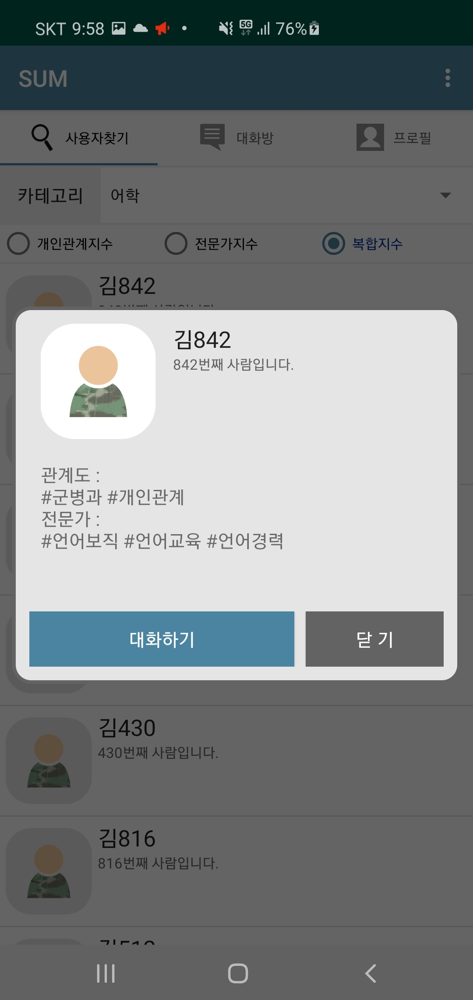 SKT 9:58 5G 76%
SUM
사용자찾기 대화방 프로필
카테고리 어학
개인관계지수 전문가지수 복합지수
김842
김842
842번째 사람입니다.
관계도 :
#군병과 #개인관계
전문가 :
#언어보직 #언어교육 #언어경력
대화하기 닫 기
김430
430번째 사람입니다.
김816
816번째 사람입니다.